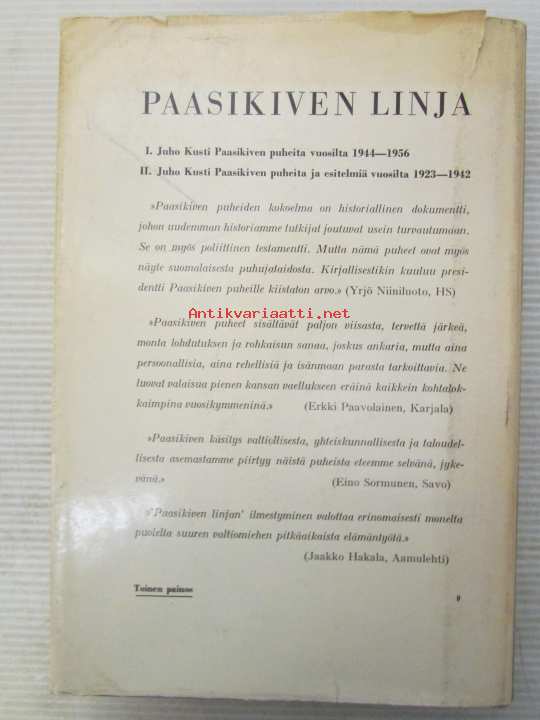 PAASIKIVEN LINJA
I. Juho Kusti Paasikiven puheita vuosilta 1944—1956
II. Juho Kusti Paasikiven puheita ja esitelmiä vuosilta 1923—1942
»Paasikiven puheiden kokoelma on historiallinen dokumentti,
johon uudemman historiamme tutkijat joutuvat usein turvautumaan.
Se on myös poliittinen testamentti. Mutta nämä puheet ovat myös
näyte suomalaisesta puhujataidosta. Kirjallisestikin kuuluu presi-
dentti Paasikiven puheille kiistaton arvo.» (Yrjö Niiniluoto, HS)
Antikvariaatti.net
»Paasikiven puheet sisältävät paljon viisasta, tervettä järkeä,
monta lohdutuksen ja rohkaisun sanaa, joskus ankaria, mutta aina
persoonallisia, aina rehellisiä ja isänmaan parasta tarkoittavia. Ne
luovat valaisua pienen kansan vaellukseen eräinä kaikkein kohtalok-
kaimpina vuosikymmeninä.» (Erkki Paavolainen, Karjala)
»Paasikiven käsitys valtiollisesta, yhteiskunnallisesta ja taloudel-
lisesta asemastamme piirtyy näistä puheista eteemme selvänä, jyke-
vänä.» (Eino Sormunen, Savo)
»'Paasikiven linjan' ilmestyminen valottaa erinomaisesti monelta
puolelta suuren valtiomiehen pitkäaikaista elämäntyötä.»
(Jaakko Hakala, Aamulehti)
Toinen painos